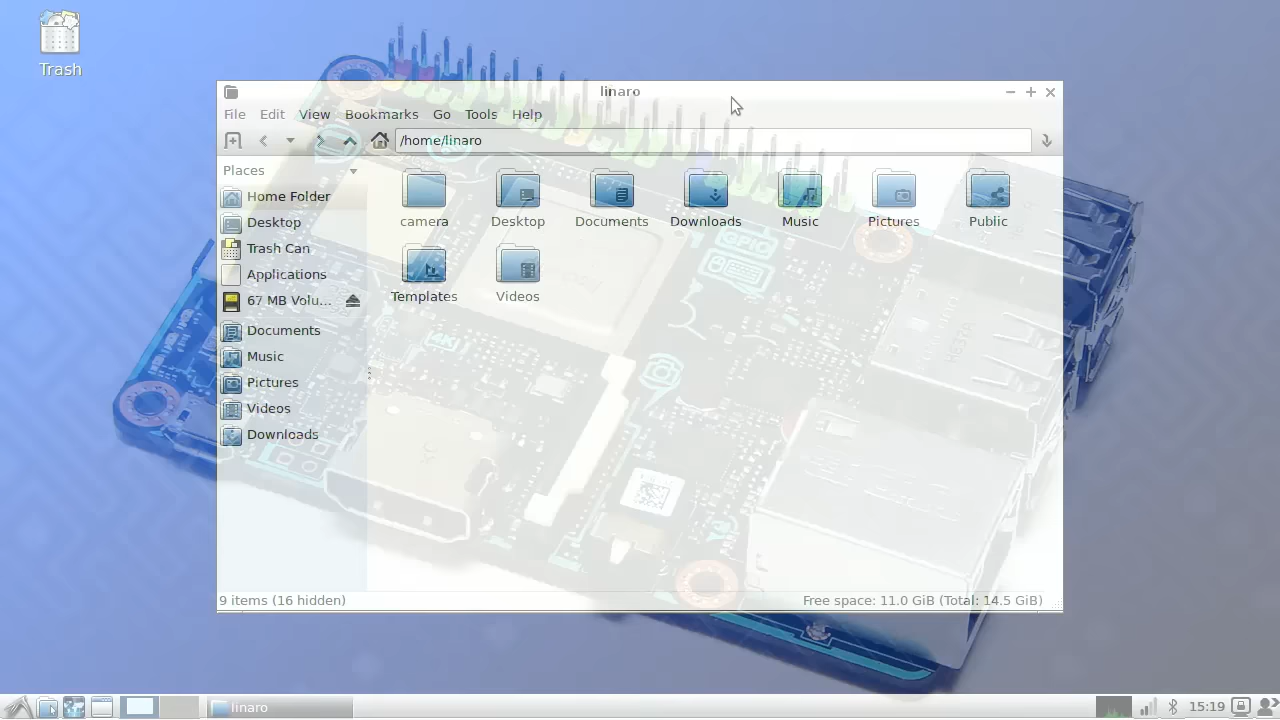 Trash
linaro
File Edit View Bookmarks Go Tools Help
/home/linaro
Places
Home Folder
Desktop
Trash Can
Applications
67 MB Volu...
Documents
Music
Pictures
Videos
Downloads
camera Desktop Documents Downloads Music Pictures Public
Templates Videos
GPIO
4K
9 items (16 hidden) Free space: 11.0 GiB (Total: 14.5 GiB)
linaro 15:19